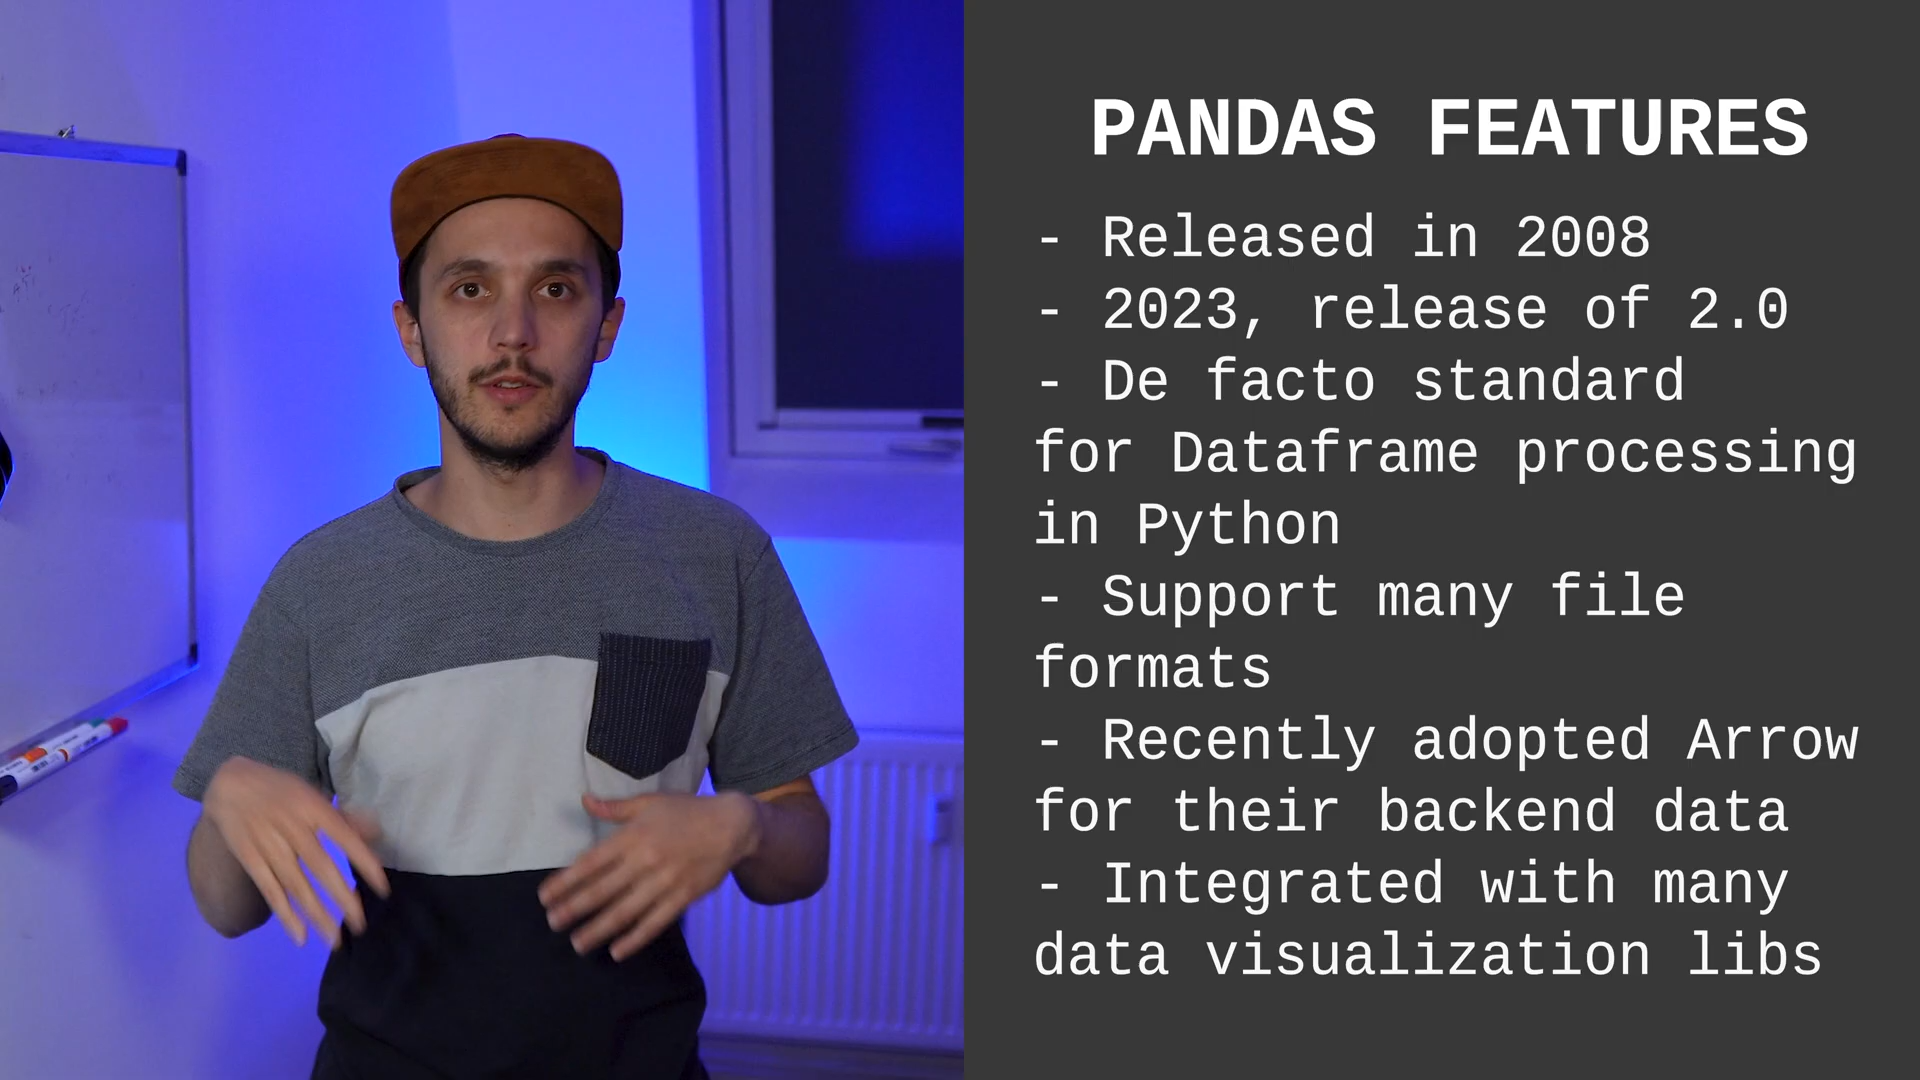 PANDAS FEATURES
- Released in 2008
- 2023, release of 2.0
- De facto standard
for Dataframe processing
in Python
- Support many file
formats
- Recently adopted Arrow
for their backend data
- Integrated with many
data visualization libs